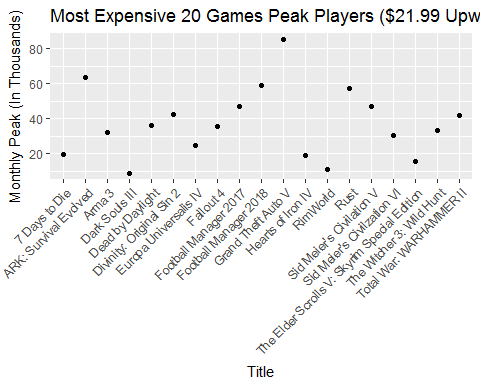 Most Expensive 20 Games Peak Players ($21.99 Upw
Monthly Peak (In Thousands)
80
60
40
20
7 Days to Die
ARK: Survival Evolved
Arma 3
Dark Souls III
Dead by Daylight
Divinity: Original Sin 2
Europa Universalis IV
Fallout 4
Football Manager 2017
Football Manager 2018
Grand Theft Auto V
Hearts of Iron IV
RimWorld
Rust
Sid Meier's Civilization V
Sid Meier's Civilization VI
The Elder Scrolls V: Skyrim Special Edition
The Witcher 3: Wild Hunt
Total War: WARHAMMER II
Title